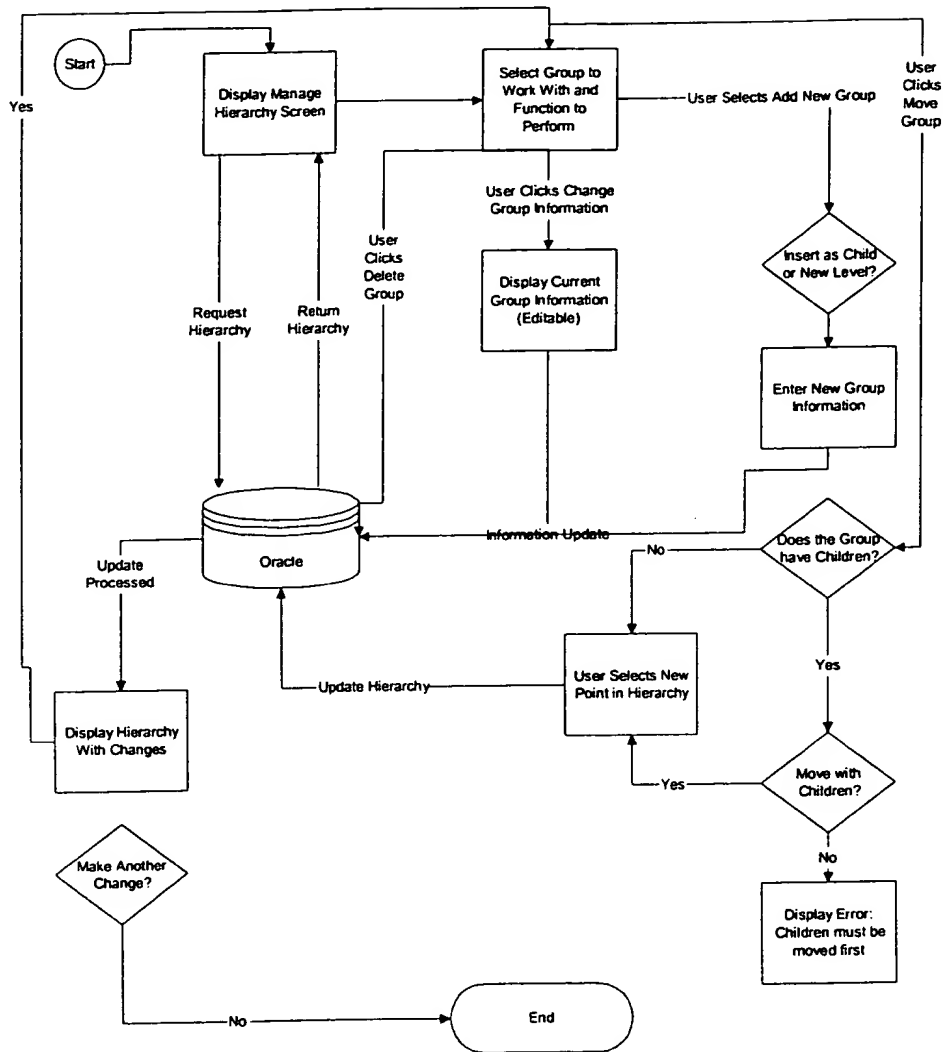 Start
Yes
Display Manage
Hierarchy Screen
Select Group to
Work With and
Function to
Perform
User Selects Add New Group
User
Clicks
Move
Group
User Clicks Change
Group Information
User
Clicks
Delete
Group
Insert as Child
or New Level?
Display Current
Group Information
(Editable)
Request
Hierarchy
Return
Hierarchy
Enter New Group
Information
Oracle
Information Update
Does the Group
have Children?
No
Update
Processed
Yes
User Selects New
Point in Hierarchy
Update Hierarchy
Display Hierarchy
With Changes
Move with
Children?
Yes
No
Make Another
Change?
Display Error:
Children must be
moved first
No
End